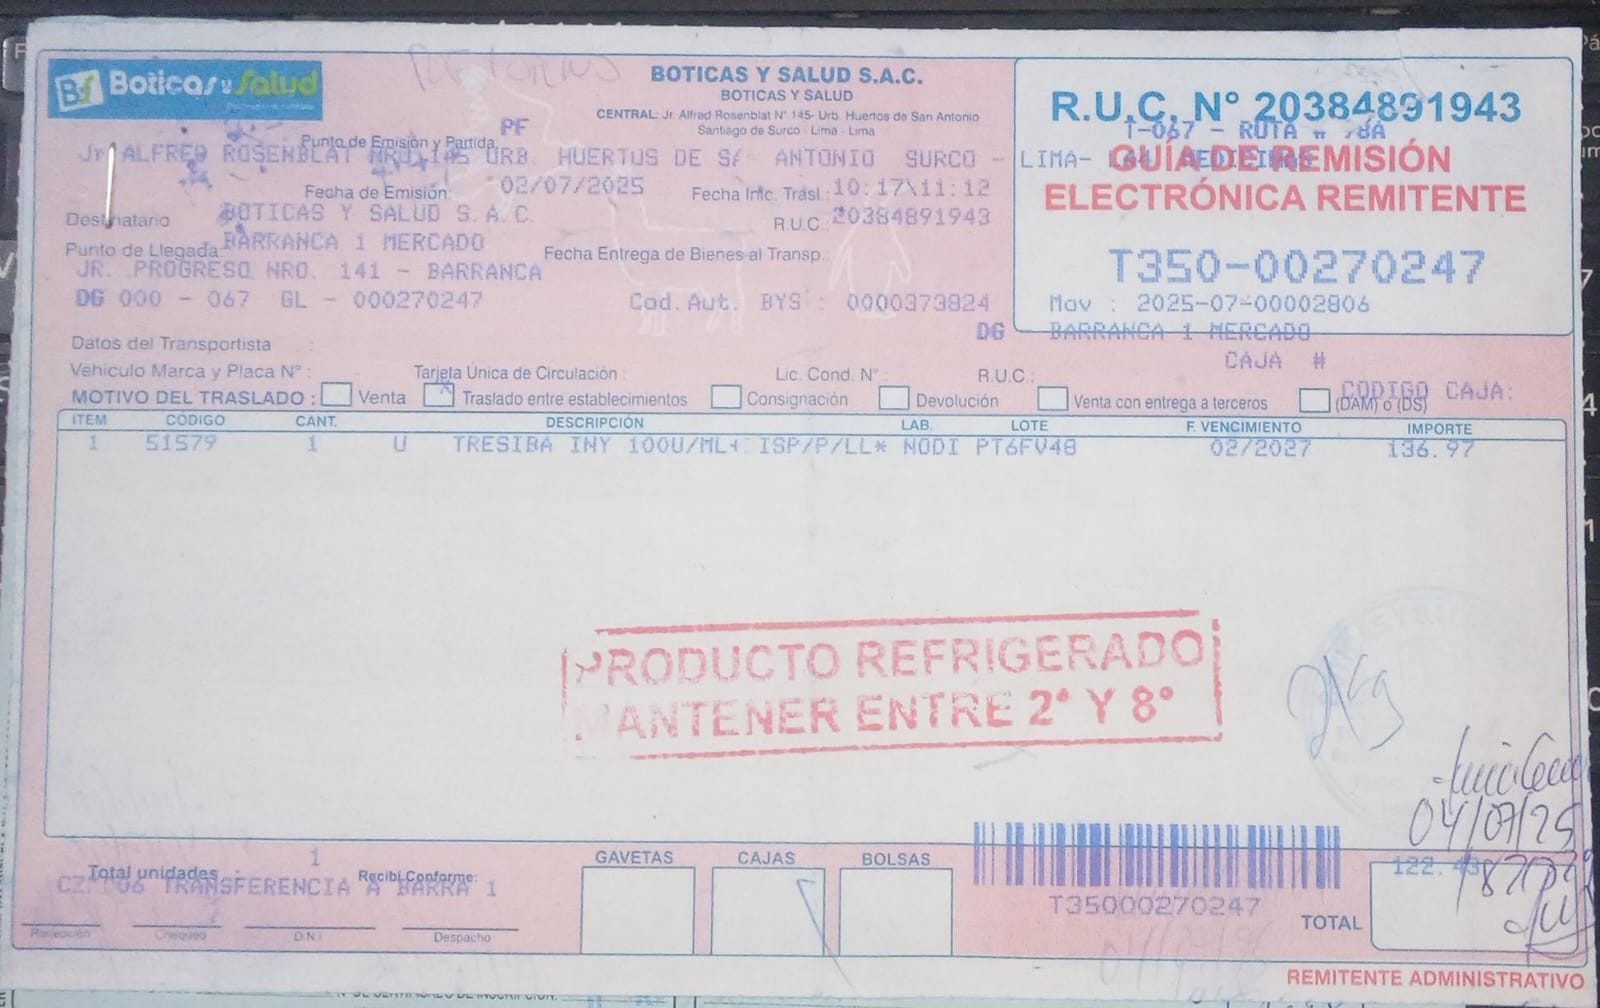 Boticas y Salud
BOTICAS Y SALUD S.A.C.
BOTICAS Y SALUD
CENTRAL: Jr. Alfred Rosenblat N° 145- Urb. Huertos de San Antonio
Santiago de Surco - Lima - Lima
R.U.C. N° 20384891943
T-067 - RUTA # 78A
GUÍA DE REMISIÓN
ELECTRÓNICA REMITENTE
T350-00270247
Mov : 2025-07-00002806
DG BARRANCA 1 MERCADO
CAJA #
CODIGO CAJA:
PF
Punto de Emisión y Partida:
Jr. ALFRED ROSENBLAT NRO 145 URB. HUERTUS DE SA ANTONIO SURCO - LIMA-
Fecha de Emisión: 02/07/2025 Fecha Inic. Trasl.: 10:17\11:12
Destinatario BOTICAS Y SALUD S.A.C. R.U.C.: 20384891943
Punto de Llegada: BARRANCA 1 MERCADO Fecha Entrega de Bienes al Transp.:
JR. PROGRESO NRO. 141 - BARRANCA
DG 000 - 067 GL - 000270247 Cod. Aut. BYS : 0000373824
Datos del Transportista :
Vehículo Marca y Placa N° : Tarjeta Única de Circulación : Lic. Cond. N° : R.U.C.:
MOTIVO DEL TRASLADO : Venta Traslado entre establecimientos Consignación Devolución Venta con entrega a terceros (DAM) o (DS)
ITEM CÓDIGO CANT. DESCRIPCIÓN LAB. LOTE F. VENCIMIENTO IMPORTE
1 51579 1 U TRESIBA INY 100U/ML+ ISP/P/LL* NODI PT6FV48 02/2027 136.97
PRODUCTO REFRIGERADO
MANTENER ENTRE 2° Y 8°
04/07/25
Total unidades : 1 Recibí Conforme:
TRANSFERENCIA A BARRA 1
Recepción Chequeo D.N.I. Despacho
GAVETAS CAJAS BOLSAS
T35000270247
TOTAL
REMITENTE ADMINISTRATIVO